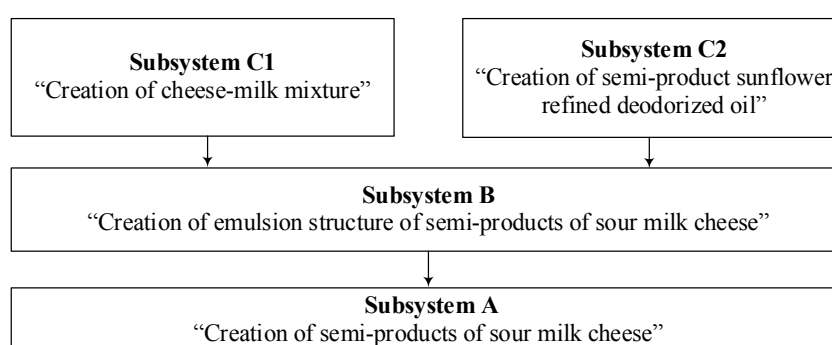 Subsystem C1
“Creation of cheese-milk mixture”
Subsystem C2
“Creation of semi-product sunflower
refined deodorized oil”
Subsystem B
“Creation of emulsion structure of semi-products of sour milk cheese”
Subsystem A
“Creation of semi-products of sour milk cheese”